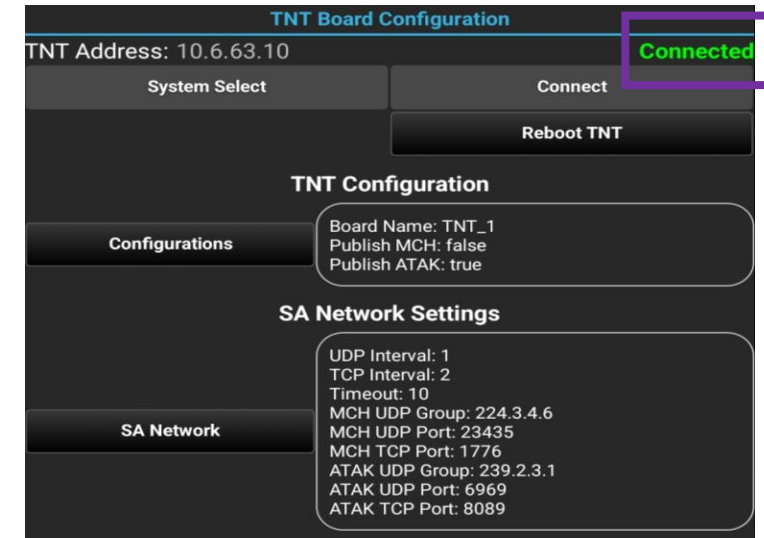 TNT Board Configuration
TNT Address: 10.6.63.10 Connected
System Select Connect
Reboot TNT
TNT Configuration
Configurations
Board Name: TNT_1
Publish MCH: false
Publish ATAK: true
SA Network Settings
SA Network
UDP Interval: 1
TCP Interval: 2
Timeout: 10
MCH UDP Group: 224.3.4.6
MCH UDP Port: 23435
MCH TCP Port: 1776
ATAK UDP Group: 239.2.3.1
ATAK UDP Port: 6969
ATAK TCP Port: 8089